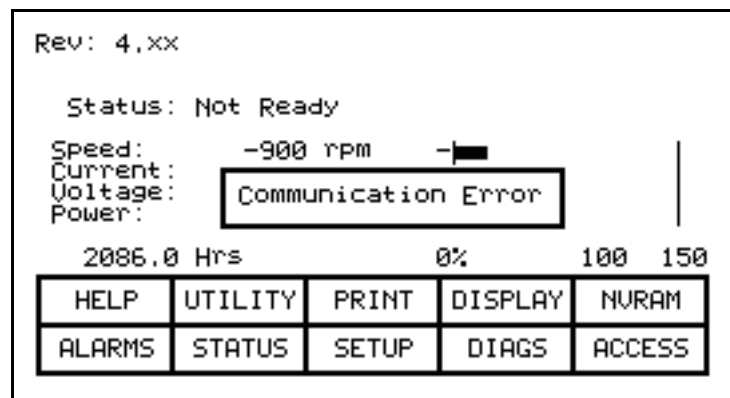 Rev: 4.xx
Status: Not Ready
Speed: -900 rpm -
Current:
Voltage:
Power:
Communication Error
2086.0 Hrs 0% 100 150
HELP UTILITY PRINT DISPLAY NVRAM
ALARMS STATUS SETUP DIAGS ACCESS